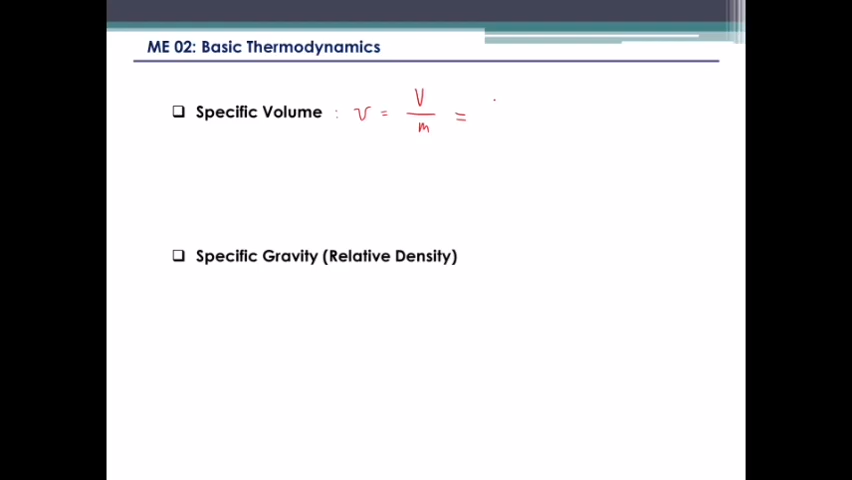 ME 02: Basic Thermodynamics
❑ Specific Volume : v = V/m =
❑ Specific Gravity (Relative Density)